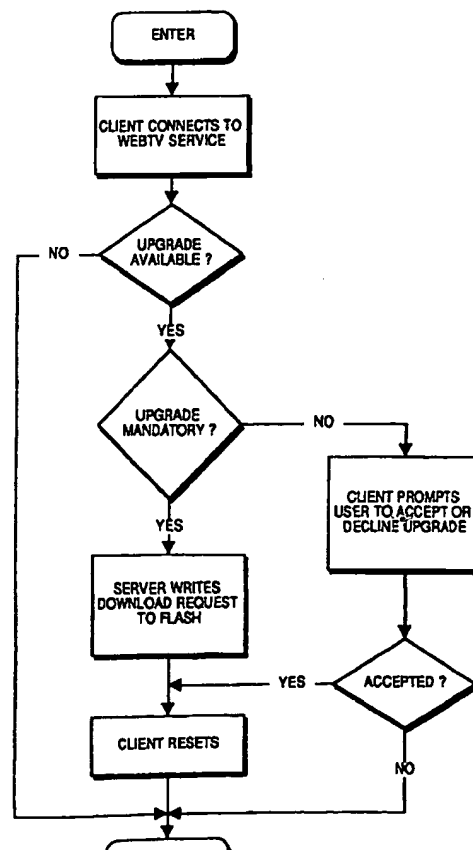 ENTER
CLIENT CONNECTS TO
WEBTV SERVICE
NO
UPGRADE
AVAILABLE ?
YES
UPGRADE
MANDATORY ?
NO
CLIENT PROMPTS
USER TO ACCEPT OR
DECLINE UPGRADE
YES
SERVER WRITES
DOWNLOAD REQUEST
TO FLASH
YES
ACCEPTED ?
CLIENT RESETS
NO